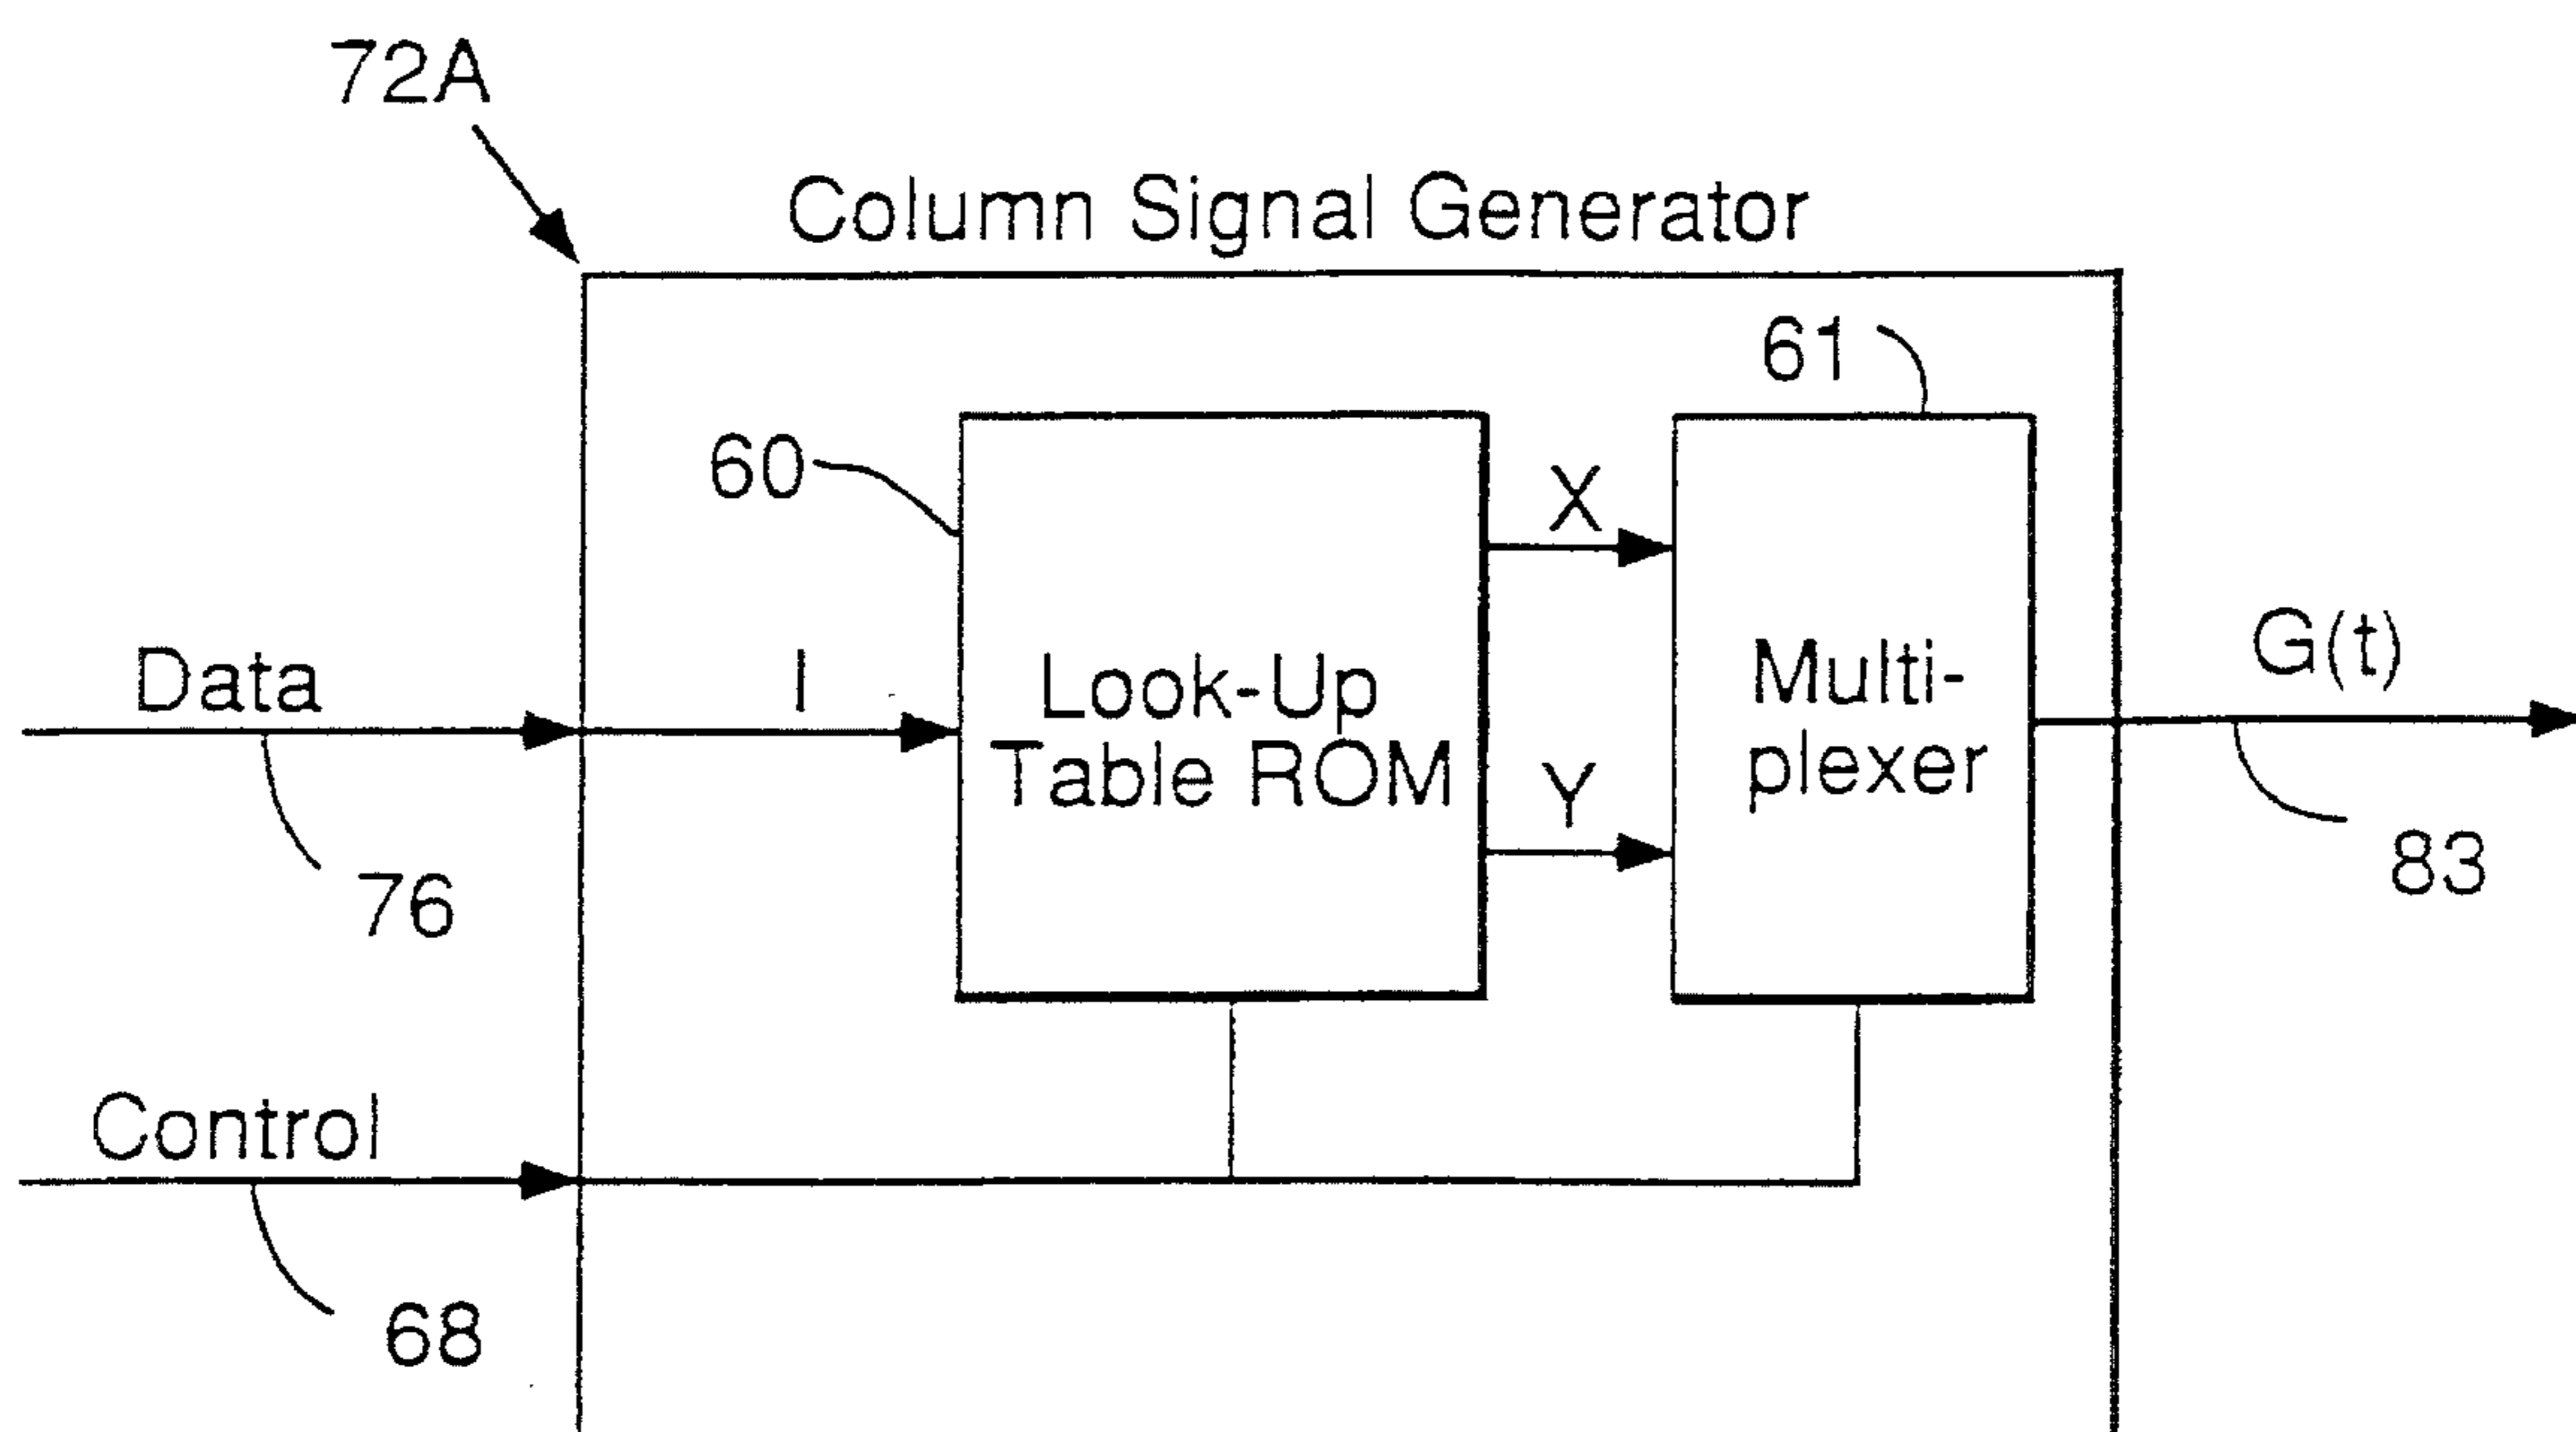 72A
Column Signal Generator
61
60
X
Data
I
Look-Up
Table ROM
Multi-
plexer
G(t)
Y
76
83
Control
68